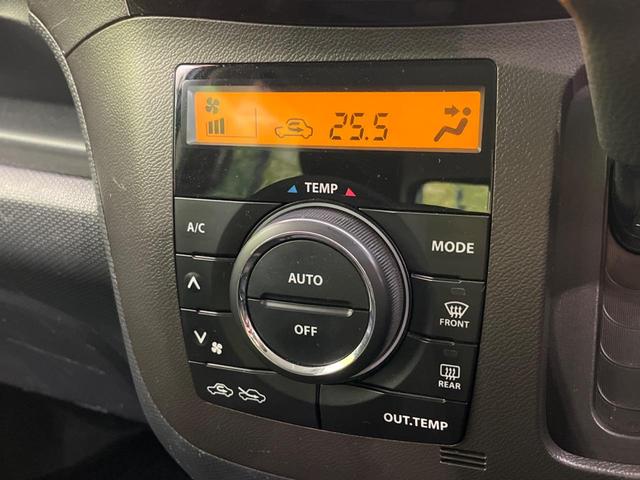 25.5
TEMP
A/C
MODE
AUTO
OFF
FRONT
REAR
OUT.TEMP